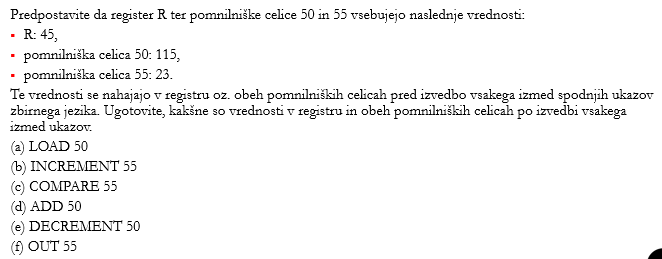 Predpostavite da register R ter pomnilniške celice 50 in 55 vsebujejo naslednje vrednosti:
▪ R: 45,
▪ pomnilniška celica 50: 115,
▪ pomnilniška celica 55: 23.
Te vrednosti se nahajajo v registru oz. obeh pomnilniških celicah pred izvedbo vsakega izmed spodnjih ukazov
zbirnega jezika. Ugotovite, kakšne so vrednosti v registru in obeh pomnilniških celicah po izvedbi vsakega
izmed ukazov.
(a) LOAD 50
(b) INCREMENT 55
(c) COMPARE 55
(d) ADD 50
(e) DECREMENT 50
(f) OUT 55